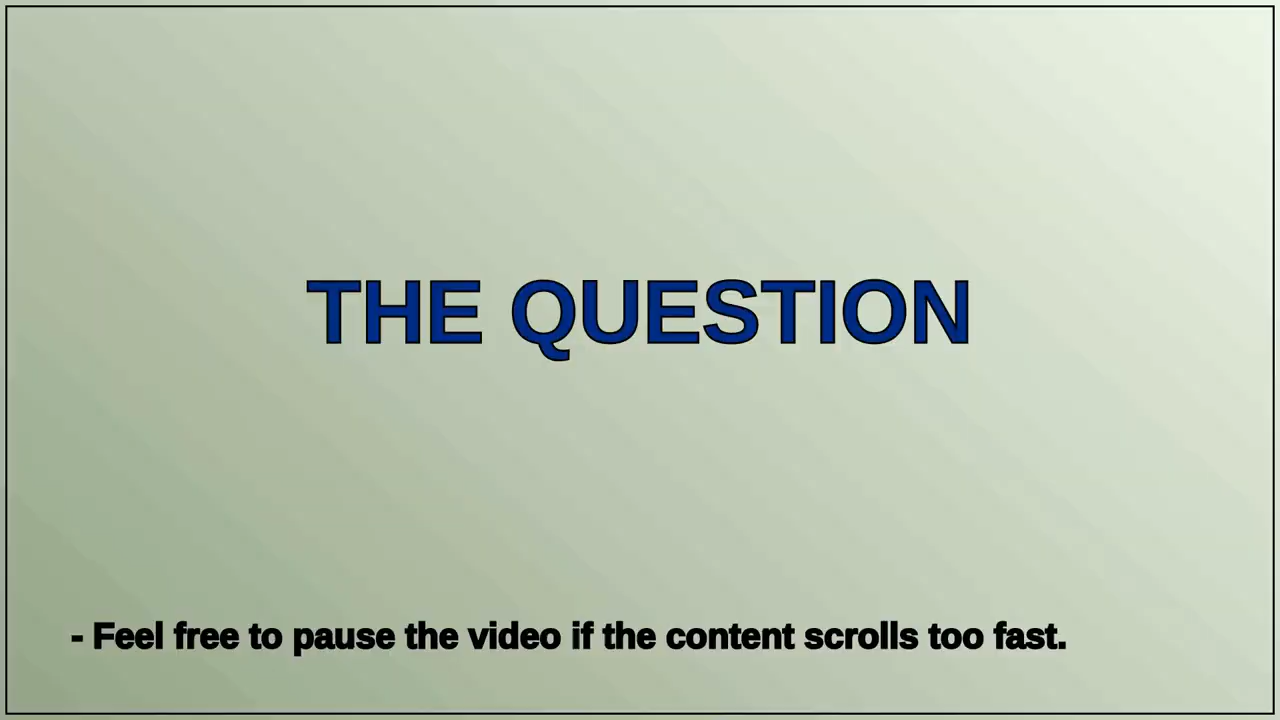 THE QUESTION
- Feel free to pause the video if the content scrolls too fast.